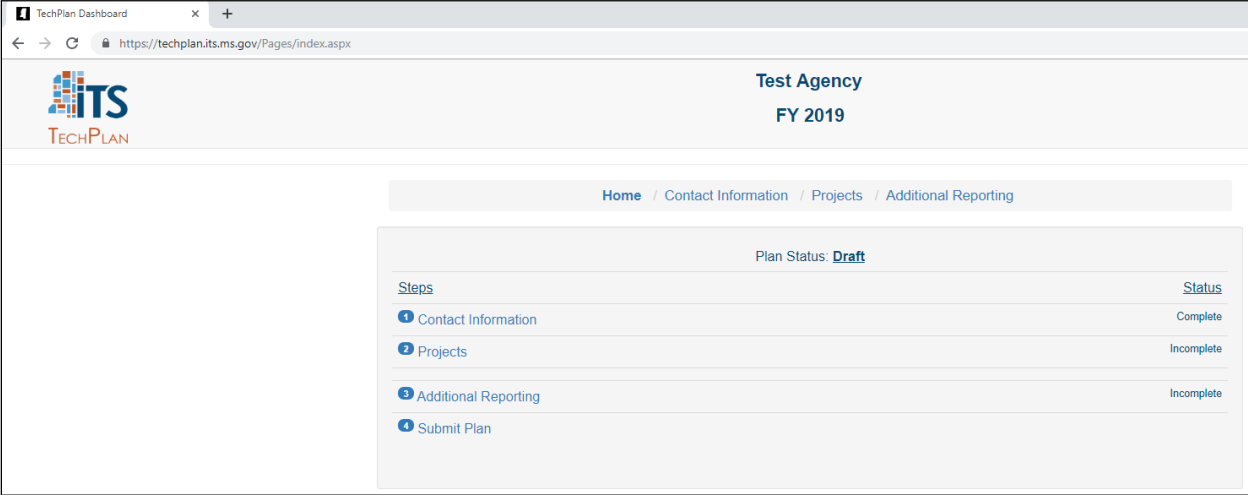 TechPlan Dashboard
https://techplan.its.ms.gov/Pages/index.aspx
iTS
TECHPLAN
Test Agency
FY 2019
Home / Contact Information / Projects / Additional Reporting
Plan Status: Draft
Steps Status
1 Contact Information Complete
2 Projects Incomplete
3 Additional Reporting Incomplete
4 Submit Plan